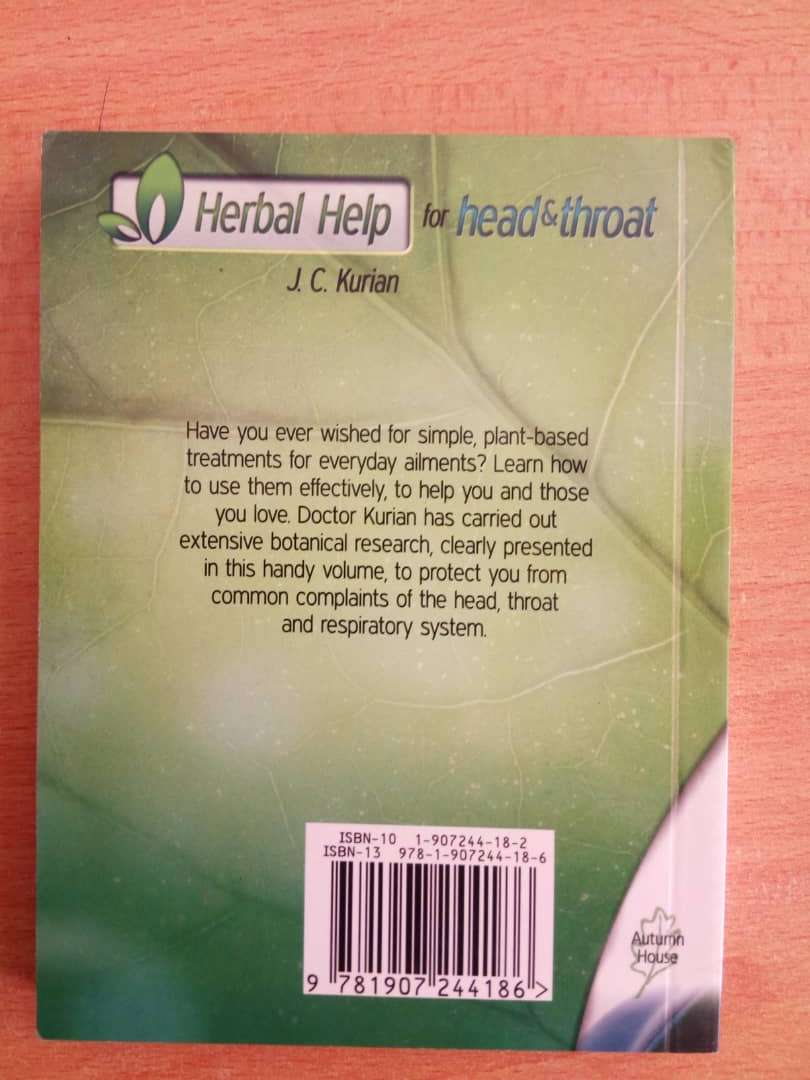 Herbal Help for head & throat
J. C. Kurian
Have you ever wished for simple, plant-based
treatments for everyday ailments? Learn how
to use them effectively, to help you and those
you love. Doctor Kurian has carried out
extensive botanical research, clearly presented
in this handy volume, to protect you from
common complaints of the head, throat
and respiratory system.
ISBN-10 1-907244-18-2
ISBN-13 978-1-907244-18-6
9 781907 244186 >
Autumn
House